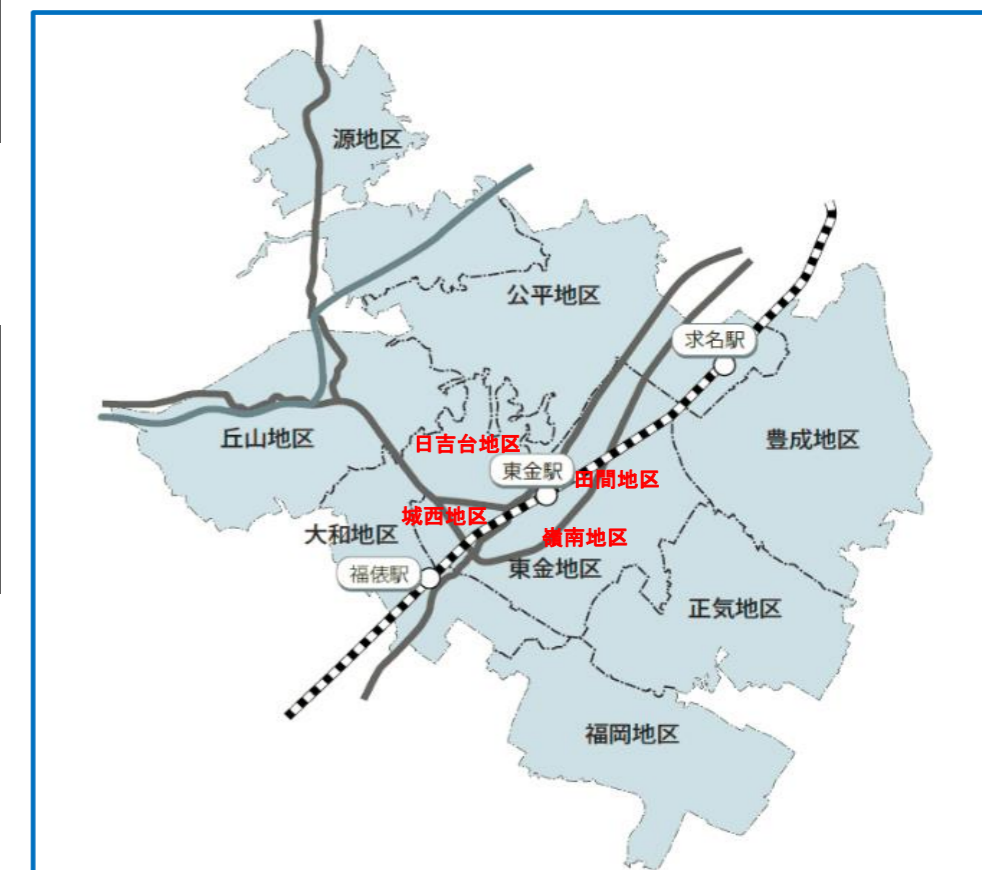 源地区
公平地区
求名駅
丘山地区
日吉台地区
豊成地区
東金駅
田間地区
城西地区
大和地区
嶺南地区
東金地区
福俵駅
正気地区
福岡地区